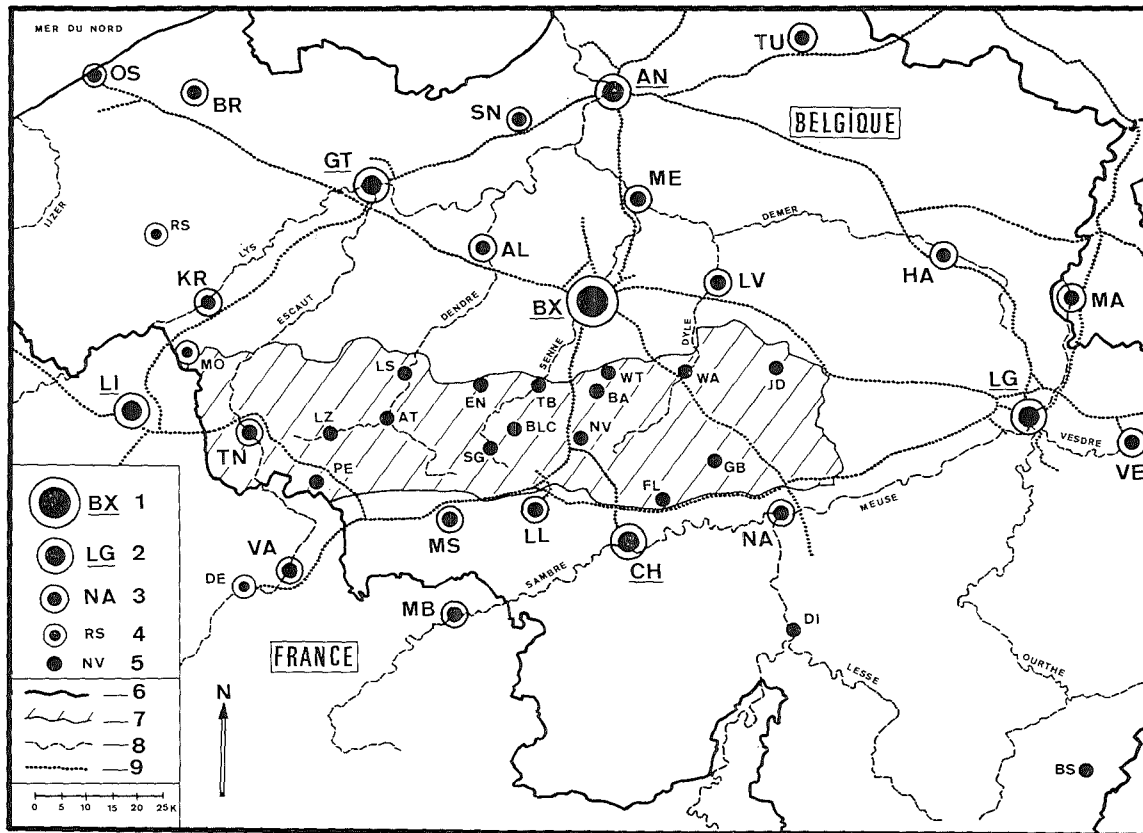 MER DU NORD
OS
BR
TU
AN
SN
BELGIQUE
GT
ME
IJZER
RS
LYS
AL
DEMER
KR
ESCAUT
DENDRE
BX
LV
HA
MA
SENNE
DYLE
MO
LS
EN
TB
WT
BA
WA
JD
LI
LG
LZ
AT
BLC
NV
VESDRE
TN
SG
GB
VE
PE
FL
BX 1
MS
LL
NA
MEUSE
LG 2
VA
CH
DE
SAMBRE
NA 3
MB
RS 4
DI
FRANCE
NV 5
LESSE
OURTHE
6
N
7
8
9
BS
0 5 10 15 20 25K